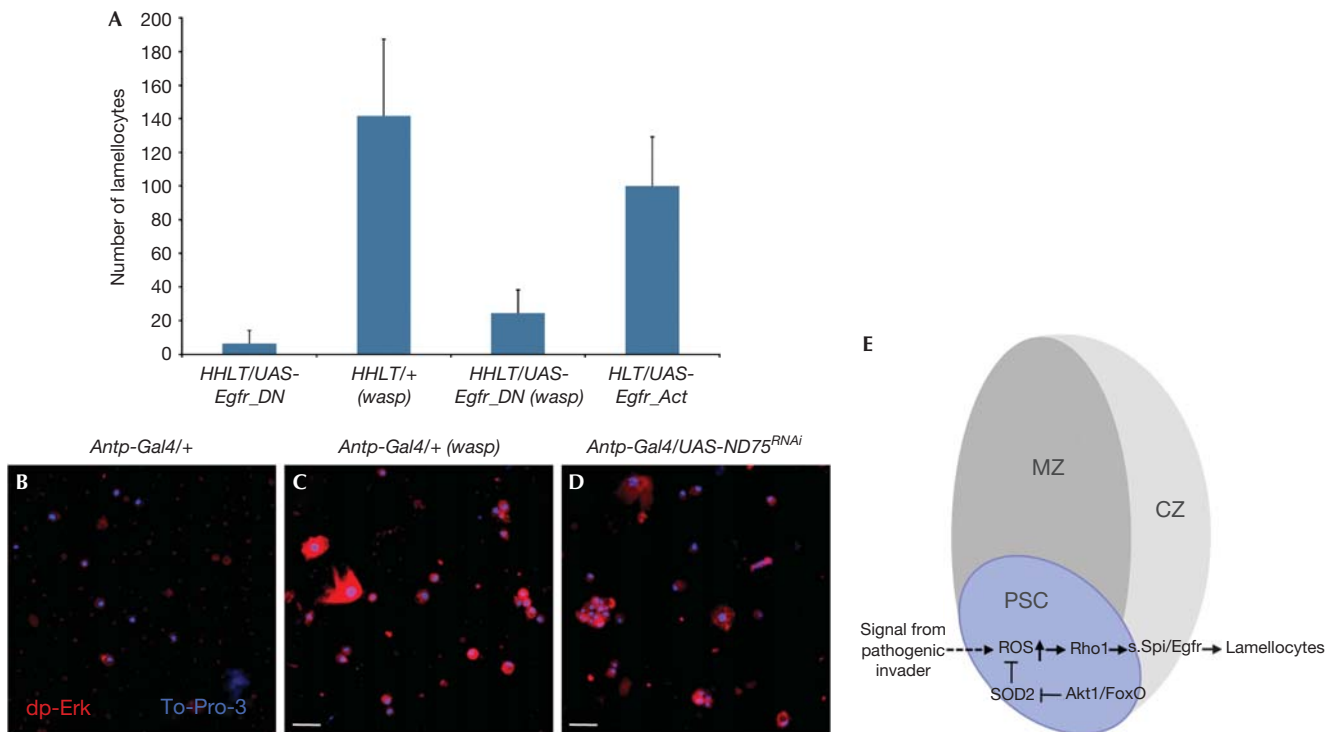 A
200
180
160
140
120
100
80
60
40
20
0
Number of lamellocytes
HHLT/UAS-
Egfr_DN
HHLT/+
(wasp)
HHLT/UAS-
Egfr_DN (wasp)
HLT/UAS-
Egfr_Act
Antp-Gal4/+
Antp-Gal4/+ (wasp)
Antp-Gal4/UAS-ND75RNAi
B
C
D
dp-Erk
To-Pro-3
E
MZ
CZ
PSC
Signal from
pathogenic
invader
ROS
Rho1
s.Spi/Egfr
Lamellocytes
SOD2
Akt1/FoxO